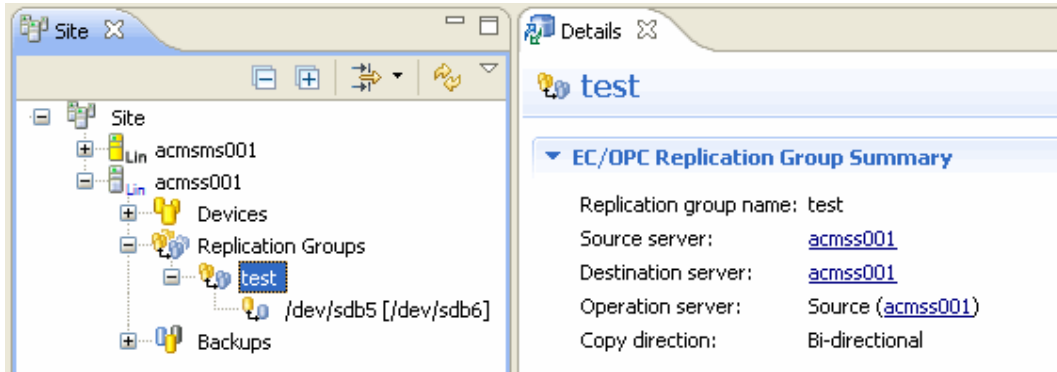 Site
Site
Lin acmsms001
Lin acmss001
Devices
Replication Groups
test
/dev/sdb5 [/dev/sdb6]
Backups
Details
test
EC/OPC Replication Group Summary
Replication group name: test
Source server: acmss001
Destination server: acmss001
Operation server: Source (acmss001)
Copy direction: Bi-directional